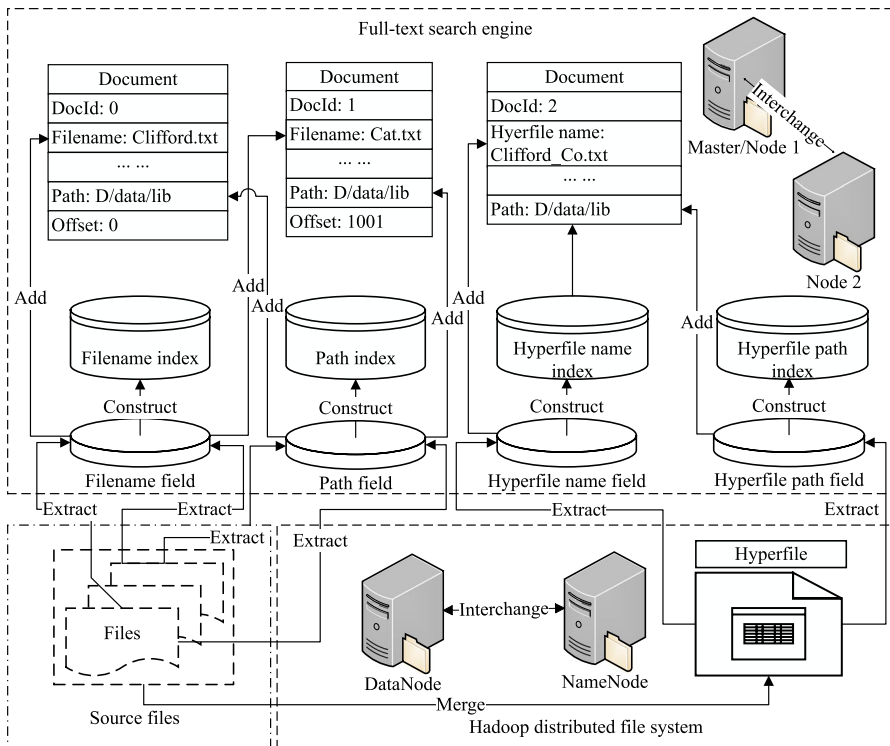 Full-text search engine
Document
DocId: 0
Filename: Clifford.txt
... ...
Path: D/data/lib
Offset: 0
Document
DocId: 1
Filename: Cat.txt
... ...
Path: D/data/lib
Offset: 1001
Document
DocId: 2
Hyerfile name:
Clifford_Co.txt
... ...
Path: D/data/lib
Interchange
Master/Node 1
Node 2
Add
Add
Add
Add
Add
Add
Filename index
Path index
Hyperfile name
index
Hyperfile path
index
Construct
Construct
Construct
Construct
Filename field
Path field
Hyperfile name field
Hyperfile path field
Extract
Extract
Extract
Extract
Extract
Extract
Files
Source files
DataNode
Interchange
NameNode
Hyperfile
Merge
Hadoop distributed file system